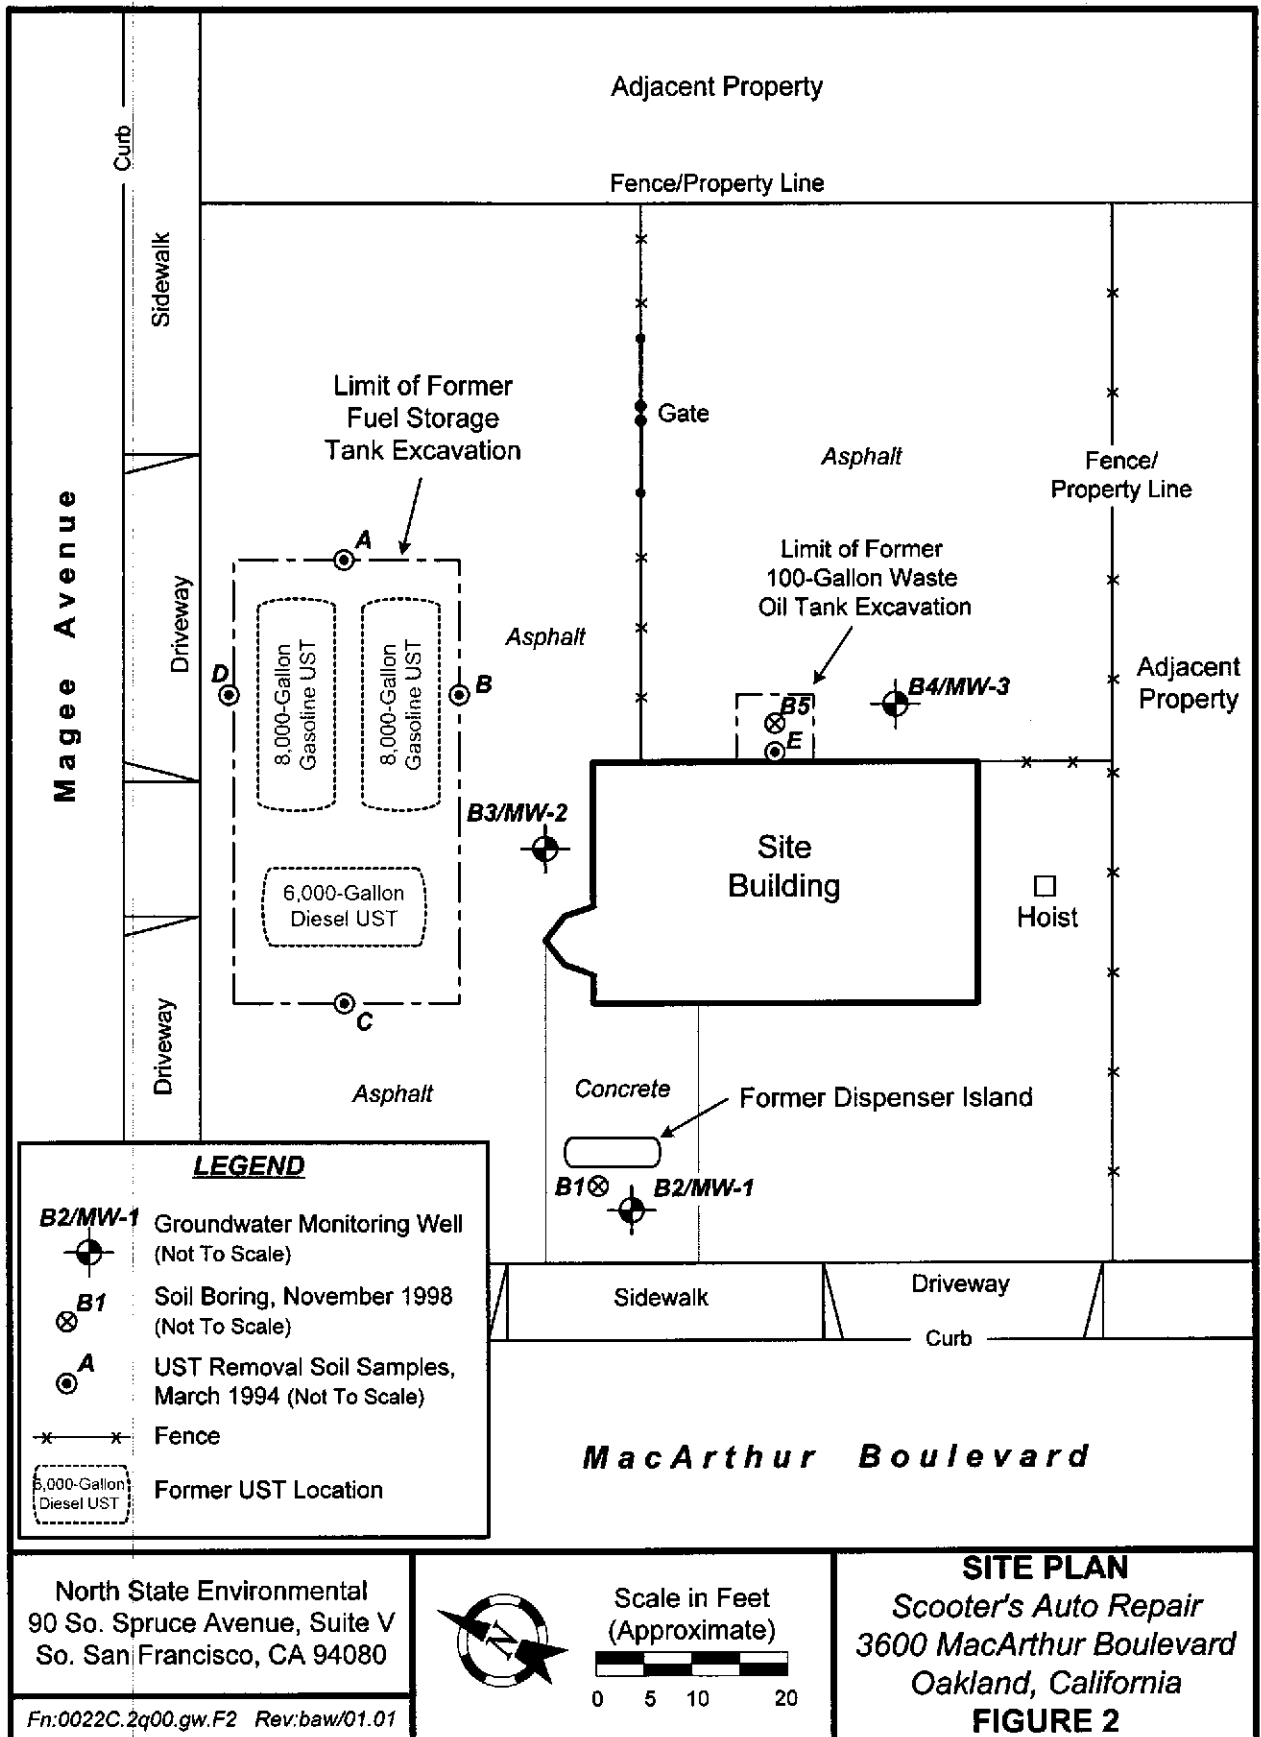 Adjacent Property
Curb
Fence/Property Line
Sidewalk
Limit of Former
Fuel Storage
Tank Excavation
Gate
Asphalt
Fence/
Property Line
Magee Avenue
Driveway
A
Limit of Former
100-Gallon Waste
Oil Tank Excavation
Asphalt
8,000-Gallon
Gasoline UST
8,000-Gallon
Gasoline UST
D
B
B4/MW-3
Adjacent
Property
B5
E
B3/MW-2
Site
Building
6,000-Gallon
Diesel UST
Hoist
C
Driveway
Asphalt
Concrete
Former Dispenser Island
B1
B2/MW-1
LEGEND
B2/MW-1
Groundwater Monitoring Well
(Not To Scale)
B1
Soil Boring, November 1998
(Not To Scale)
A
UST Removal Soil Samples,
March 1994 (Not To Scale)
x x
Fence
6,000-Gallon
Diesel UST
Former UST Location
Sidewalk
Driveway
Curb
MacArthur Boulevard
North State Environmental
90 So. Spruce Avenue, Suite V
So. San Francisco, CA 94080
Fn:0022C.2q00.gw.F2 Rev:baw/01.01
N
Scale in Feet
(Approximate)
0 5 10 20
SITE PLAN
Scooter's Auto Repair
3600 MacArthur Boulevard
Oakland, California
FIGURE 2